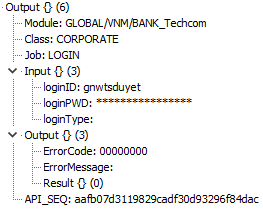 Output {} (6)
Module: GLOBAL/VNM/BANK_Techcom
Class: CORPORATE
Job: LOGIN
Input {} (3)
loginID: gnwtsduyet
loginPWD: ****************
loginType:
Output {} (3)
ErrorCode: 00000000
ErrorMessage:
Result {} (0)
API_SEQ: aafb07d3119829cadf30d93296f84dac